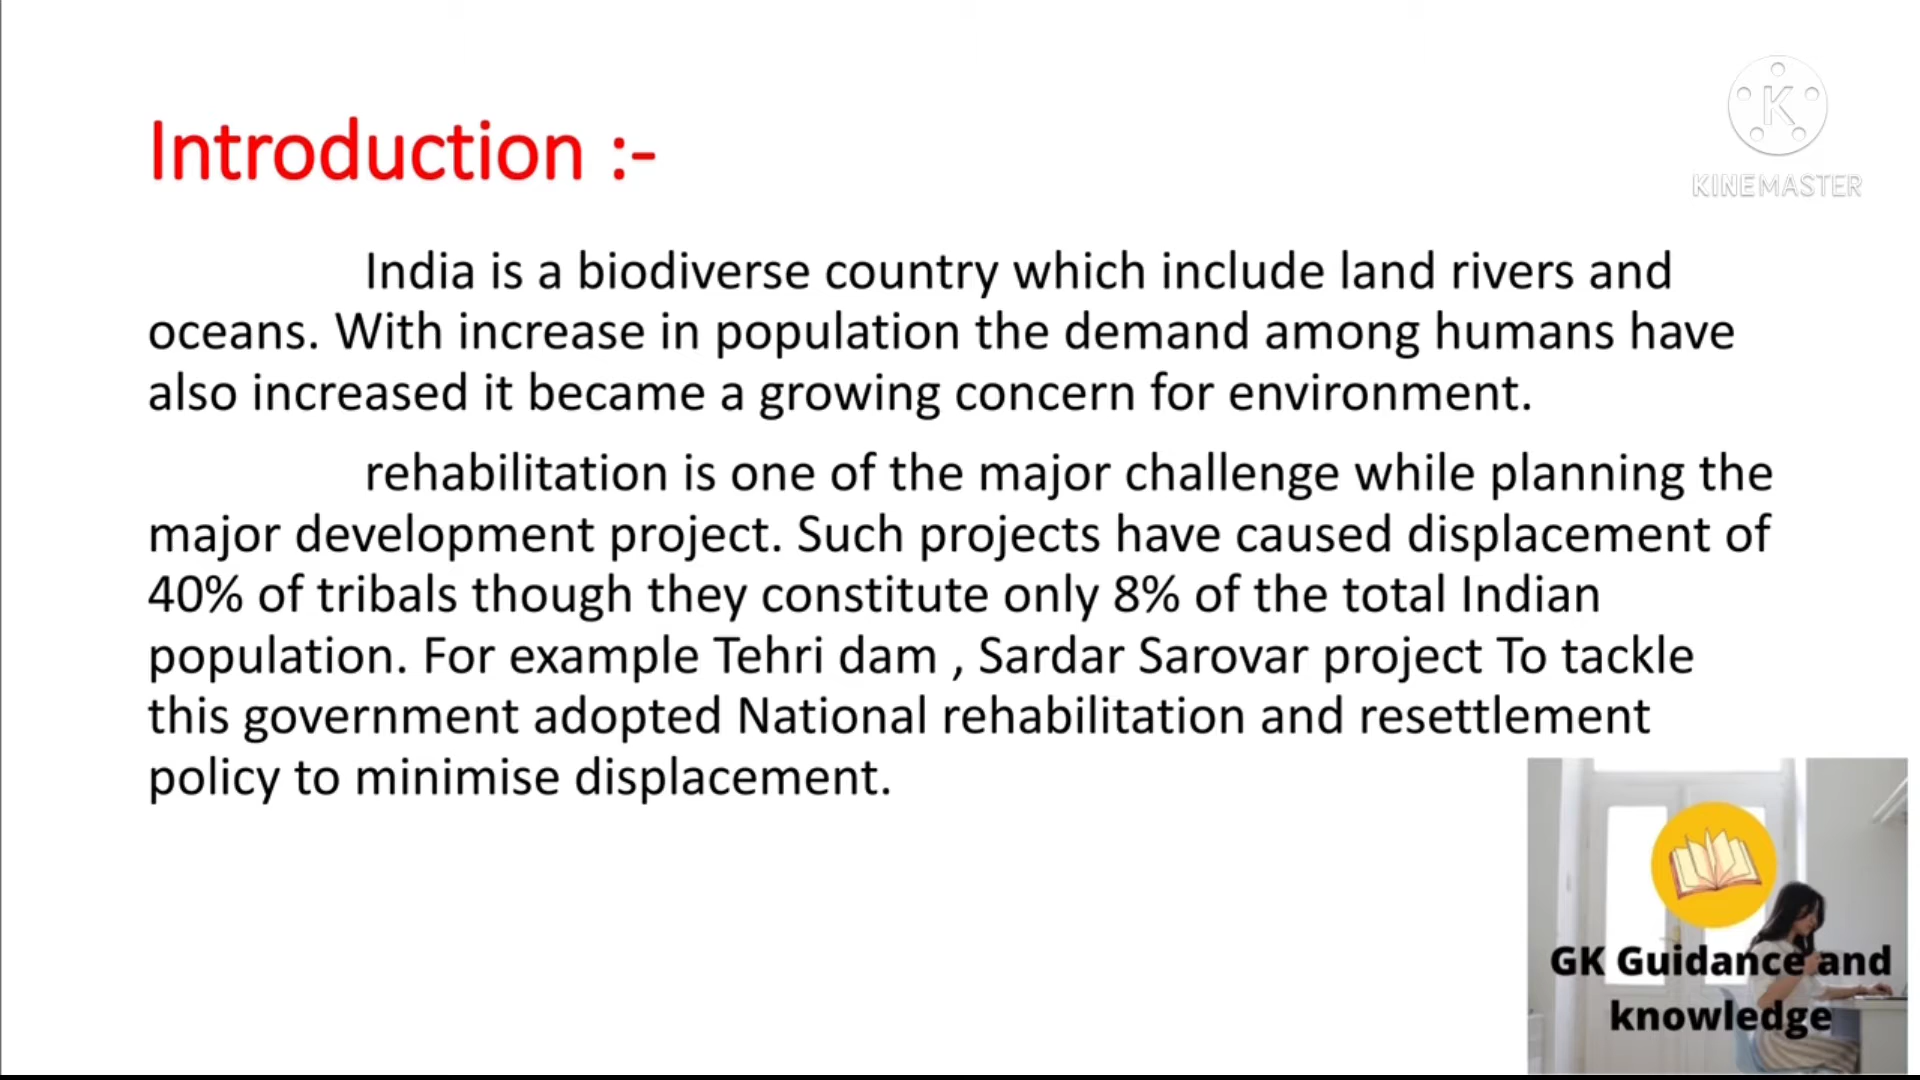 Introduction :-
K
KINEMASTER
India is a biodiverse country which include land rivers and
oceans. With increase in population the demand among humans have
also increased it became a growing concern for environment.
rehabilitation is one of the major challenge while planning the
major development project. Such projects have caused displacement of
40% of tribals though they constitute only 8% of the total Indian
population. For example Tehri dam , Sardar Sarovar project To tackle
this government adopted National rehabilitation and resettlement
policy to minimise displacement.
GK Guidance and
knowledge